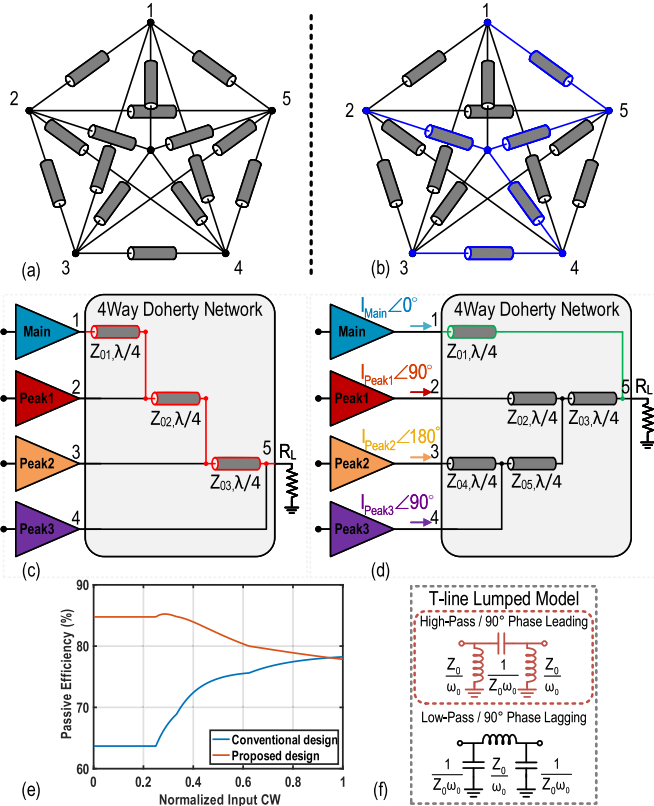 1
2
5
3
4
(a)
1
2
5
3
4
(b)
4Way Doherty Network
Main
1
Z01,λ/4
Peak1
2
Z02,λ/4
Peak2
3
5
RL
Z03,λ/4
Peak3
4
(c)
4Way Doherty Network
IMain∠0°
Main
1
Z01,λ/4
IPeak1∠90°
Peak1
2
5
RL
Z02,λ/4
Z03,λ/4
IPeak2∠180°
Peak2
3
Z04,λ/4
Z05,λ/4
IPeak3∠90°
Peak3
4
(d)
90
80
70
60
Passive Efficiency (%)
Conventional design
Proposed design
0
0.2
0.4
0.6
0.8
1
Normalized Input CW
(e)
T-line Lumped Model
High-Pass / 90° Phase Leading
Z0/ω0
1/Z0ω0
Z0/ω0
Low-Pass / 90° Phase Lagging
1/Z0ω0
Z0/ω0
1/Z0ω0
(f)